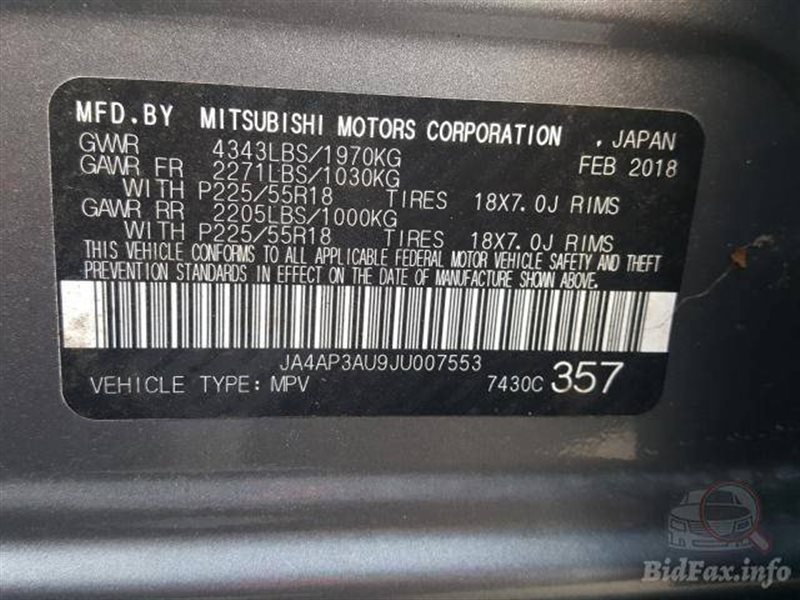 MFD.BY MITSUBISHI MOTORS CORPORATION , JAPAN
GVWR 4343LBS/1970KG FEB 2018
GAWR FR 2271LBS/1030KG
WITH P225/55R18 TIRES 18X7.0J RIMS
GAWR RR 2205LBS/1000KG
WITH P225/55R18 TIRES 18X7.0J RIMS
THIS VEHICLE CONFORMS TO ALL APPLICABLE FEDERAL MOTOR VEHICLE SAFETY AND THEFT
PREVENTION STANDARDS IN EFFECT ON THE DATE OF MANUFACTURE SHOWN ABOVE.
JA4AP3AU9JU007553
VEHICLE TYPE: MPV 7430C 357
BidFax.info